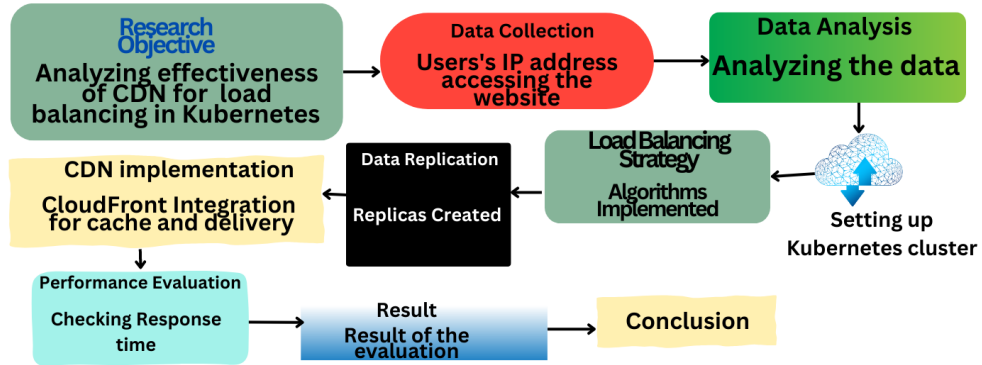 Research
Objective
Analyzing effectiveness
of CDN for load
balancing in Kubernetes
Data Collection
Users's IP address
accessing the
website
Data Analysis
Analyzing the data
Setting up
Kubernetes cluster
Load Balancing
Strategy
Algorithms
Implemented
Data Replication
Replicas Created
CDN implementation
CloudFront Integration
for cache and delivery
Performance Evaluation
Checking Response
time
Result
Result of the
evaluation
Conclusion